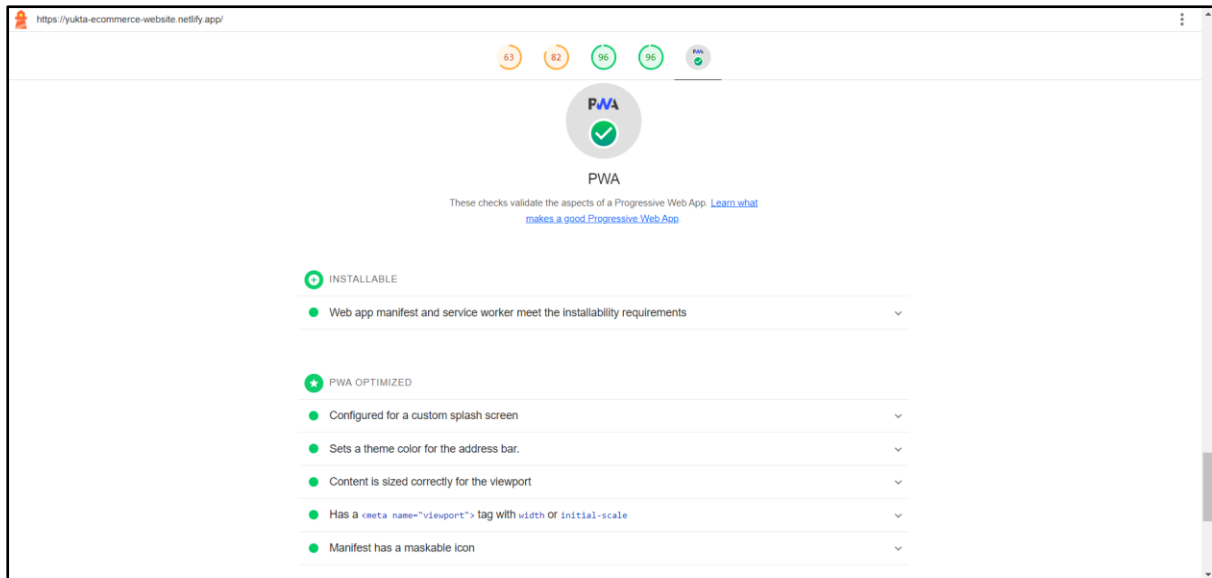 https://yukta-ecommerce-website.netlify.app/
63 82 96 96 PWA
PWA
PWA
These checks validate the aspects of a Progressive Web App. Learn what
makes a good Progressive Web App.
INSTALLABLE
Web app manifest and service worker meet the installability requirements
PWA OPTIMIZED
Configured for a custom splash screen
Sets a theme color for the address bar.
Content is sized correctly for the viewport
Has a <meta name="viewport"> tag with width or initial-scale
Manifest has a maskable icon